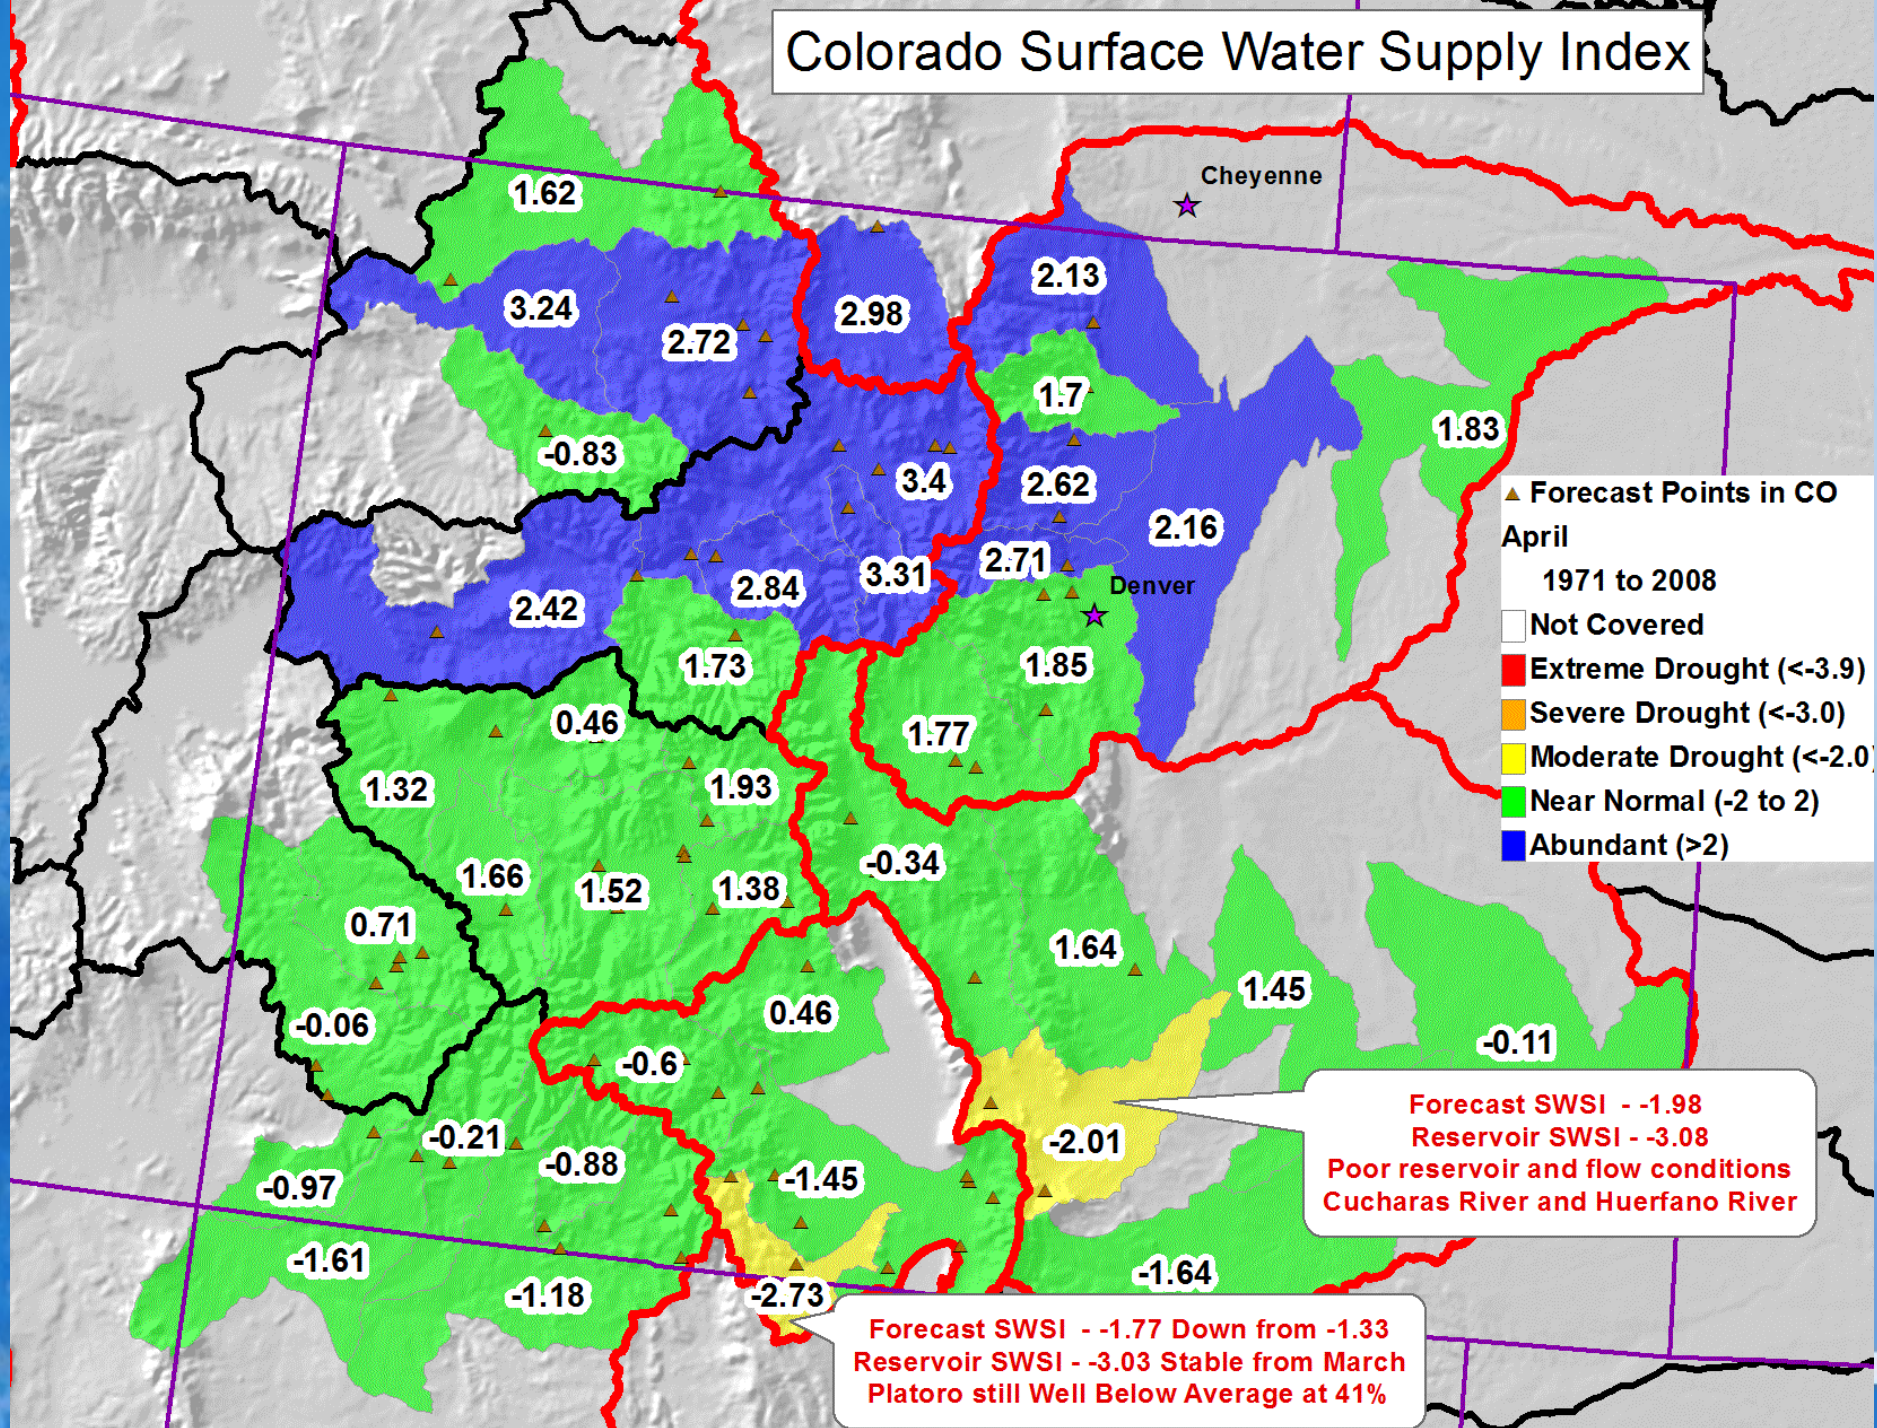 Colorado Surface Water Supply Index
Cheyenne
1.62
2.13
3.24
2.98
2.72
1.7
1.83
-0.83
3.4
2.62
2.16
2.71
3.31
2.84
Denver
2.42
1.73
1.85
0.46
1.77
1.32
1.93
-0.34
1.66
1.52
1.38
0.71
1.64
1.45
0.46
-0.06
-0.11
-0.6
-0.21
-2.01
-0.88
-1.45
-0.97
-1.61
-1.64
-1.18
-2.73
Forecast Points in CO
April
1971 to 2008
Not Covered
Extreme Drought (<-3.9)
Severe Drought (<-3.0)
Moderate Drought (<-2.0)
Near Normal (-2 to 2)
Abundant (>2)
Forecast SWSI - -1.98
Reservoir SWSI - -3.08
Poor reservoir and flow conditions
Cucharas River and Huerfano River
Forecast SWSI - -1.77 Down from -1.33
Reservoir SWSI - -3.03 Stable from March
Platoro still Well Below Average at 41%